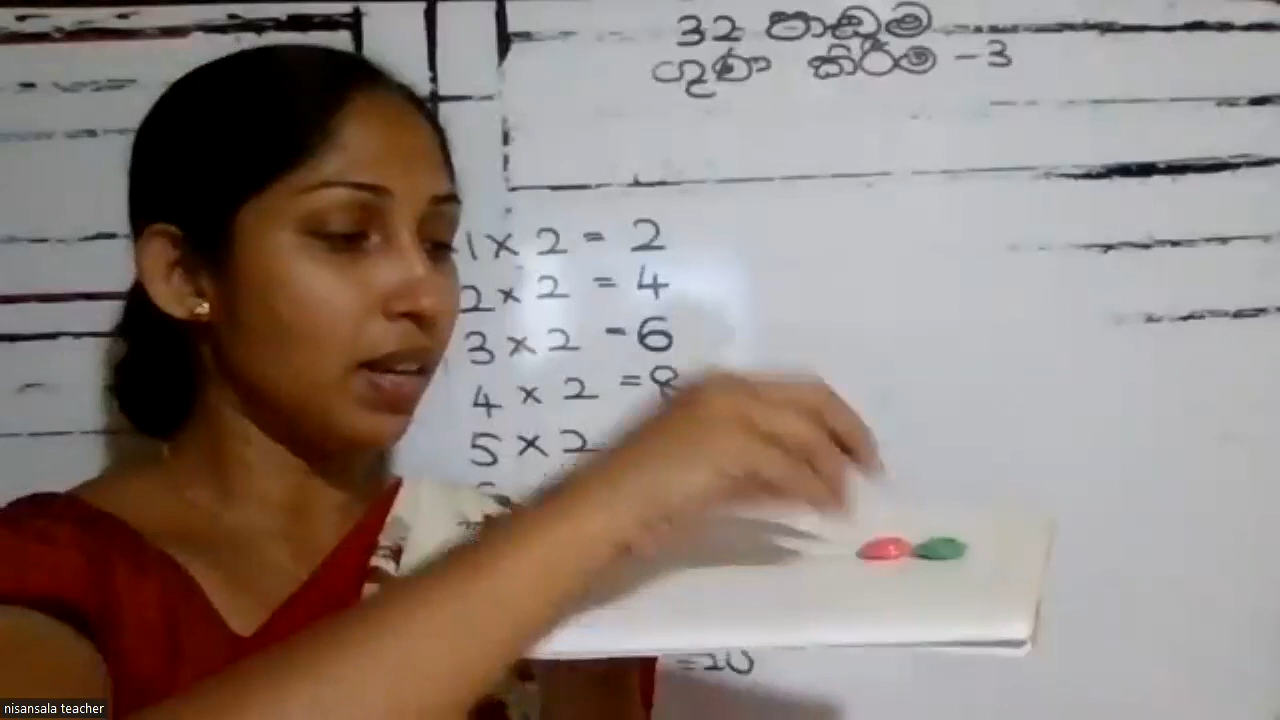 32 පාඩම
ගුණ කිරීම - 3
1 × 2 = 2
2 × 2 = 4
3 × 2 = 6
4 × 2 = 8
5 × 2
= 20
nisansala teacher